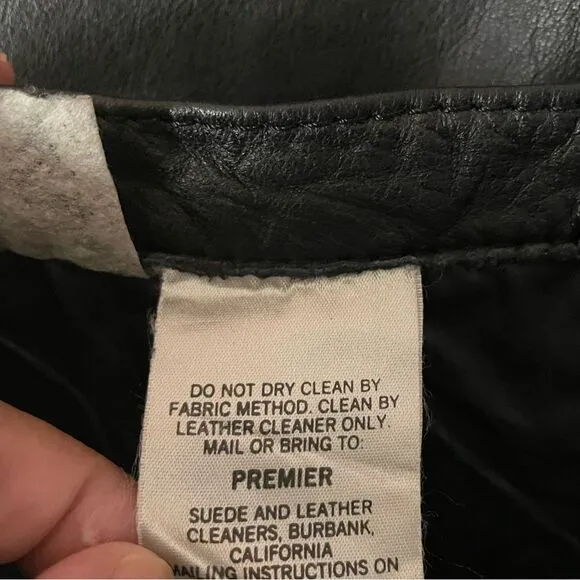 DO NOT DRY CLEAN BY
FABRIC METHOD. CLEAN BY
LEATHER CLEANER ONLY.
MAIL OR BRING TO:
PREMIER
SUEDE AND LEATHER
CLEANERS, BURBANK,
CALIFORNIA
MAILING INSTRUCTIONS ON